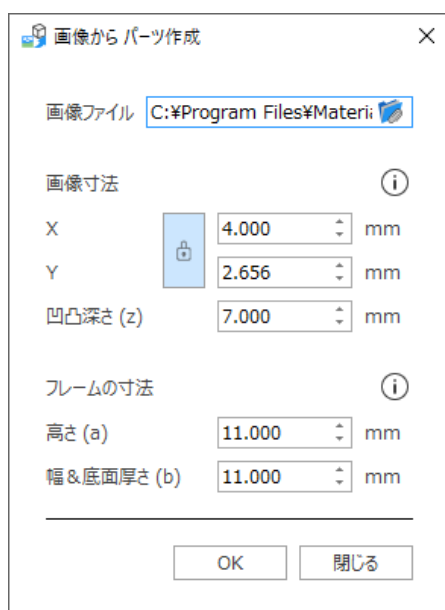 画像から パーツ作成
画像ファイル C:¥Program Files¥Materi
画像寸法
X 4.000 mm
Y 2.656 mm
凹凸深さ (z) 7.000 mm
フレームの寸法
高さ (a) 11.000 mm
幅&底面厚さ (b) 11.000 mm
OK 閉じる